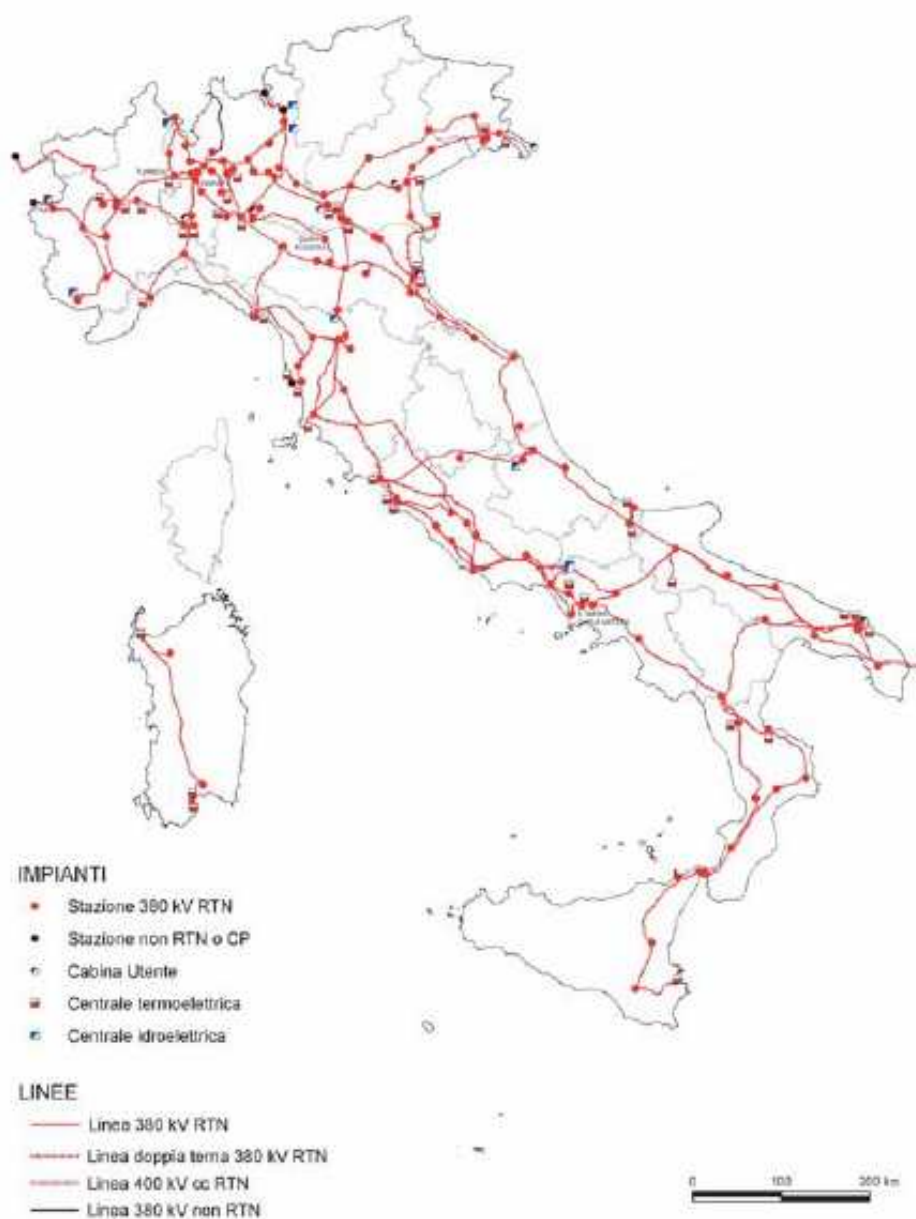 IMPIANTI
Stazione 380 kV RTN
Stazione non RTN o CP
Cabina Utente
Centrale termoelettrica
Centrale idroelettrica
LINEE
Linea 380 kV RTN
Linea doppia terna 380 kV RTN
Linea 400 kV cc RTN
Linea 380 kV non RTN
0 100 200 km